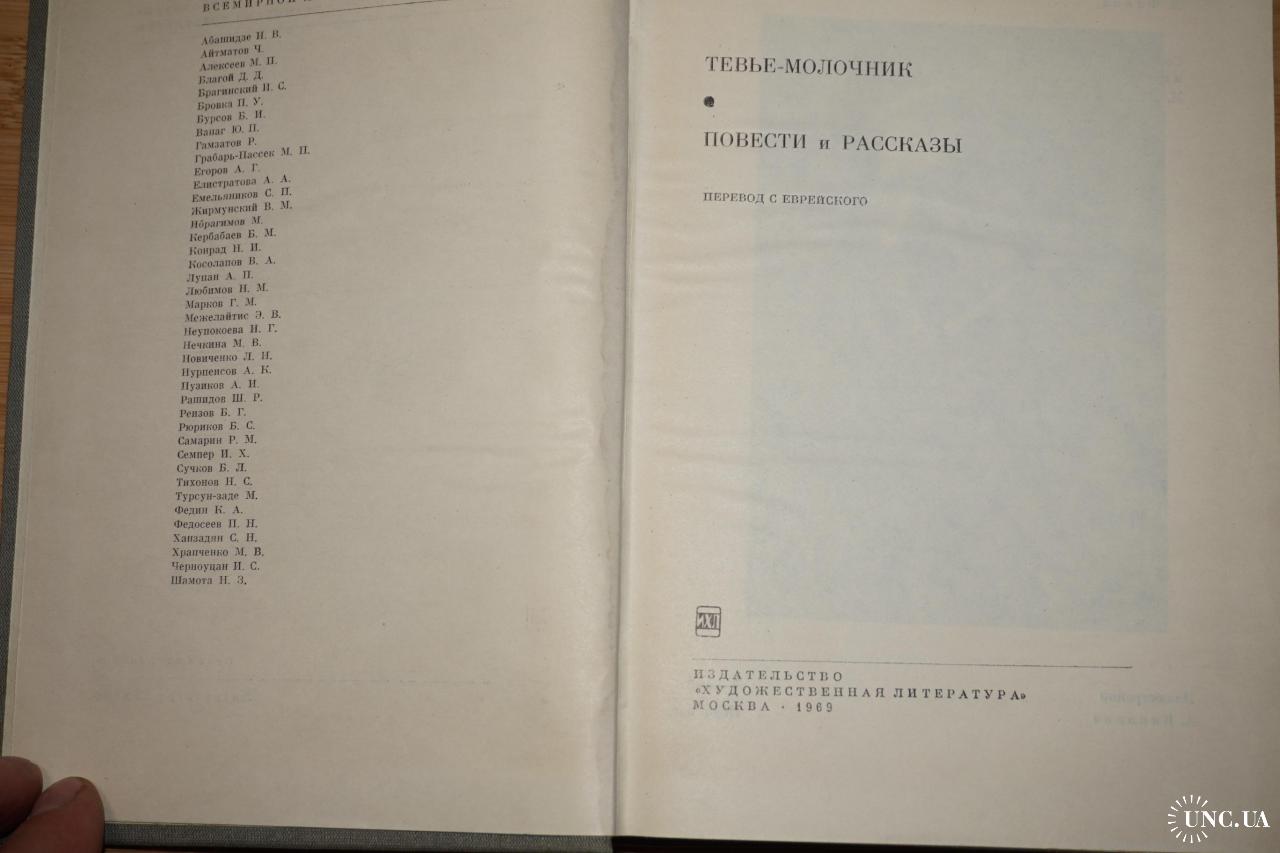 ВСЕМИРНОЙ
Абашидзе И. В.
Айтматов Ч.
Алексеев М. П.
Благой Д. Д.
Брагинский И. С.
Бровка П. У.
Бурсов Б. И.
Ванаг Ю. П.
Гамзатов Р.
Грабарь-Пассек М. П.
Егоров А. Г.
Елистратова А. А.
Емельяников С. П.
Жирмунский В. М.
Ибрагимов М.
Кербабаев Б. М.
Конрад Н. И.
Косолапов В. А.
Лупан А. П.
Любимов Н. М.
Марков Г. М.
Межелайтис Э. В.
Неупокоева И. Г.
Нечкина М. В.
Новиченко Л. Н.
Нурпеисов А. К.
Пузиков А. И.
Рашидов Ш. Р.
Реизов Б. Г.
Рюриков Б. С.
Самарин Р. М.
Семпер И. Х.
Сучков Б. Л.
Тихонов Н. С.
Турсун-заде М.
Федин К. А.
Федосеев П. Н.
Ханзадян С. Н.
Храпченко М. Б.
Черноуцан И. С.
Шамота Н. З.
ТЕВЬЕ-МОЛОЧНИК
ПОВЕСТИ и РАССКАЗЫ
ПЕРЕВОД С ЕВРЕЙСКОГО
ИХЛ
ИЗДАТЕЛЬСТВО
«ХУДОЖЕСТВЕННАЯ ЛИТЕРАТУРА»
МОСКВА · 1969
UNC.UA